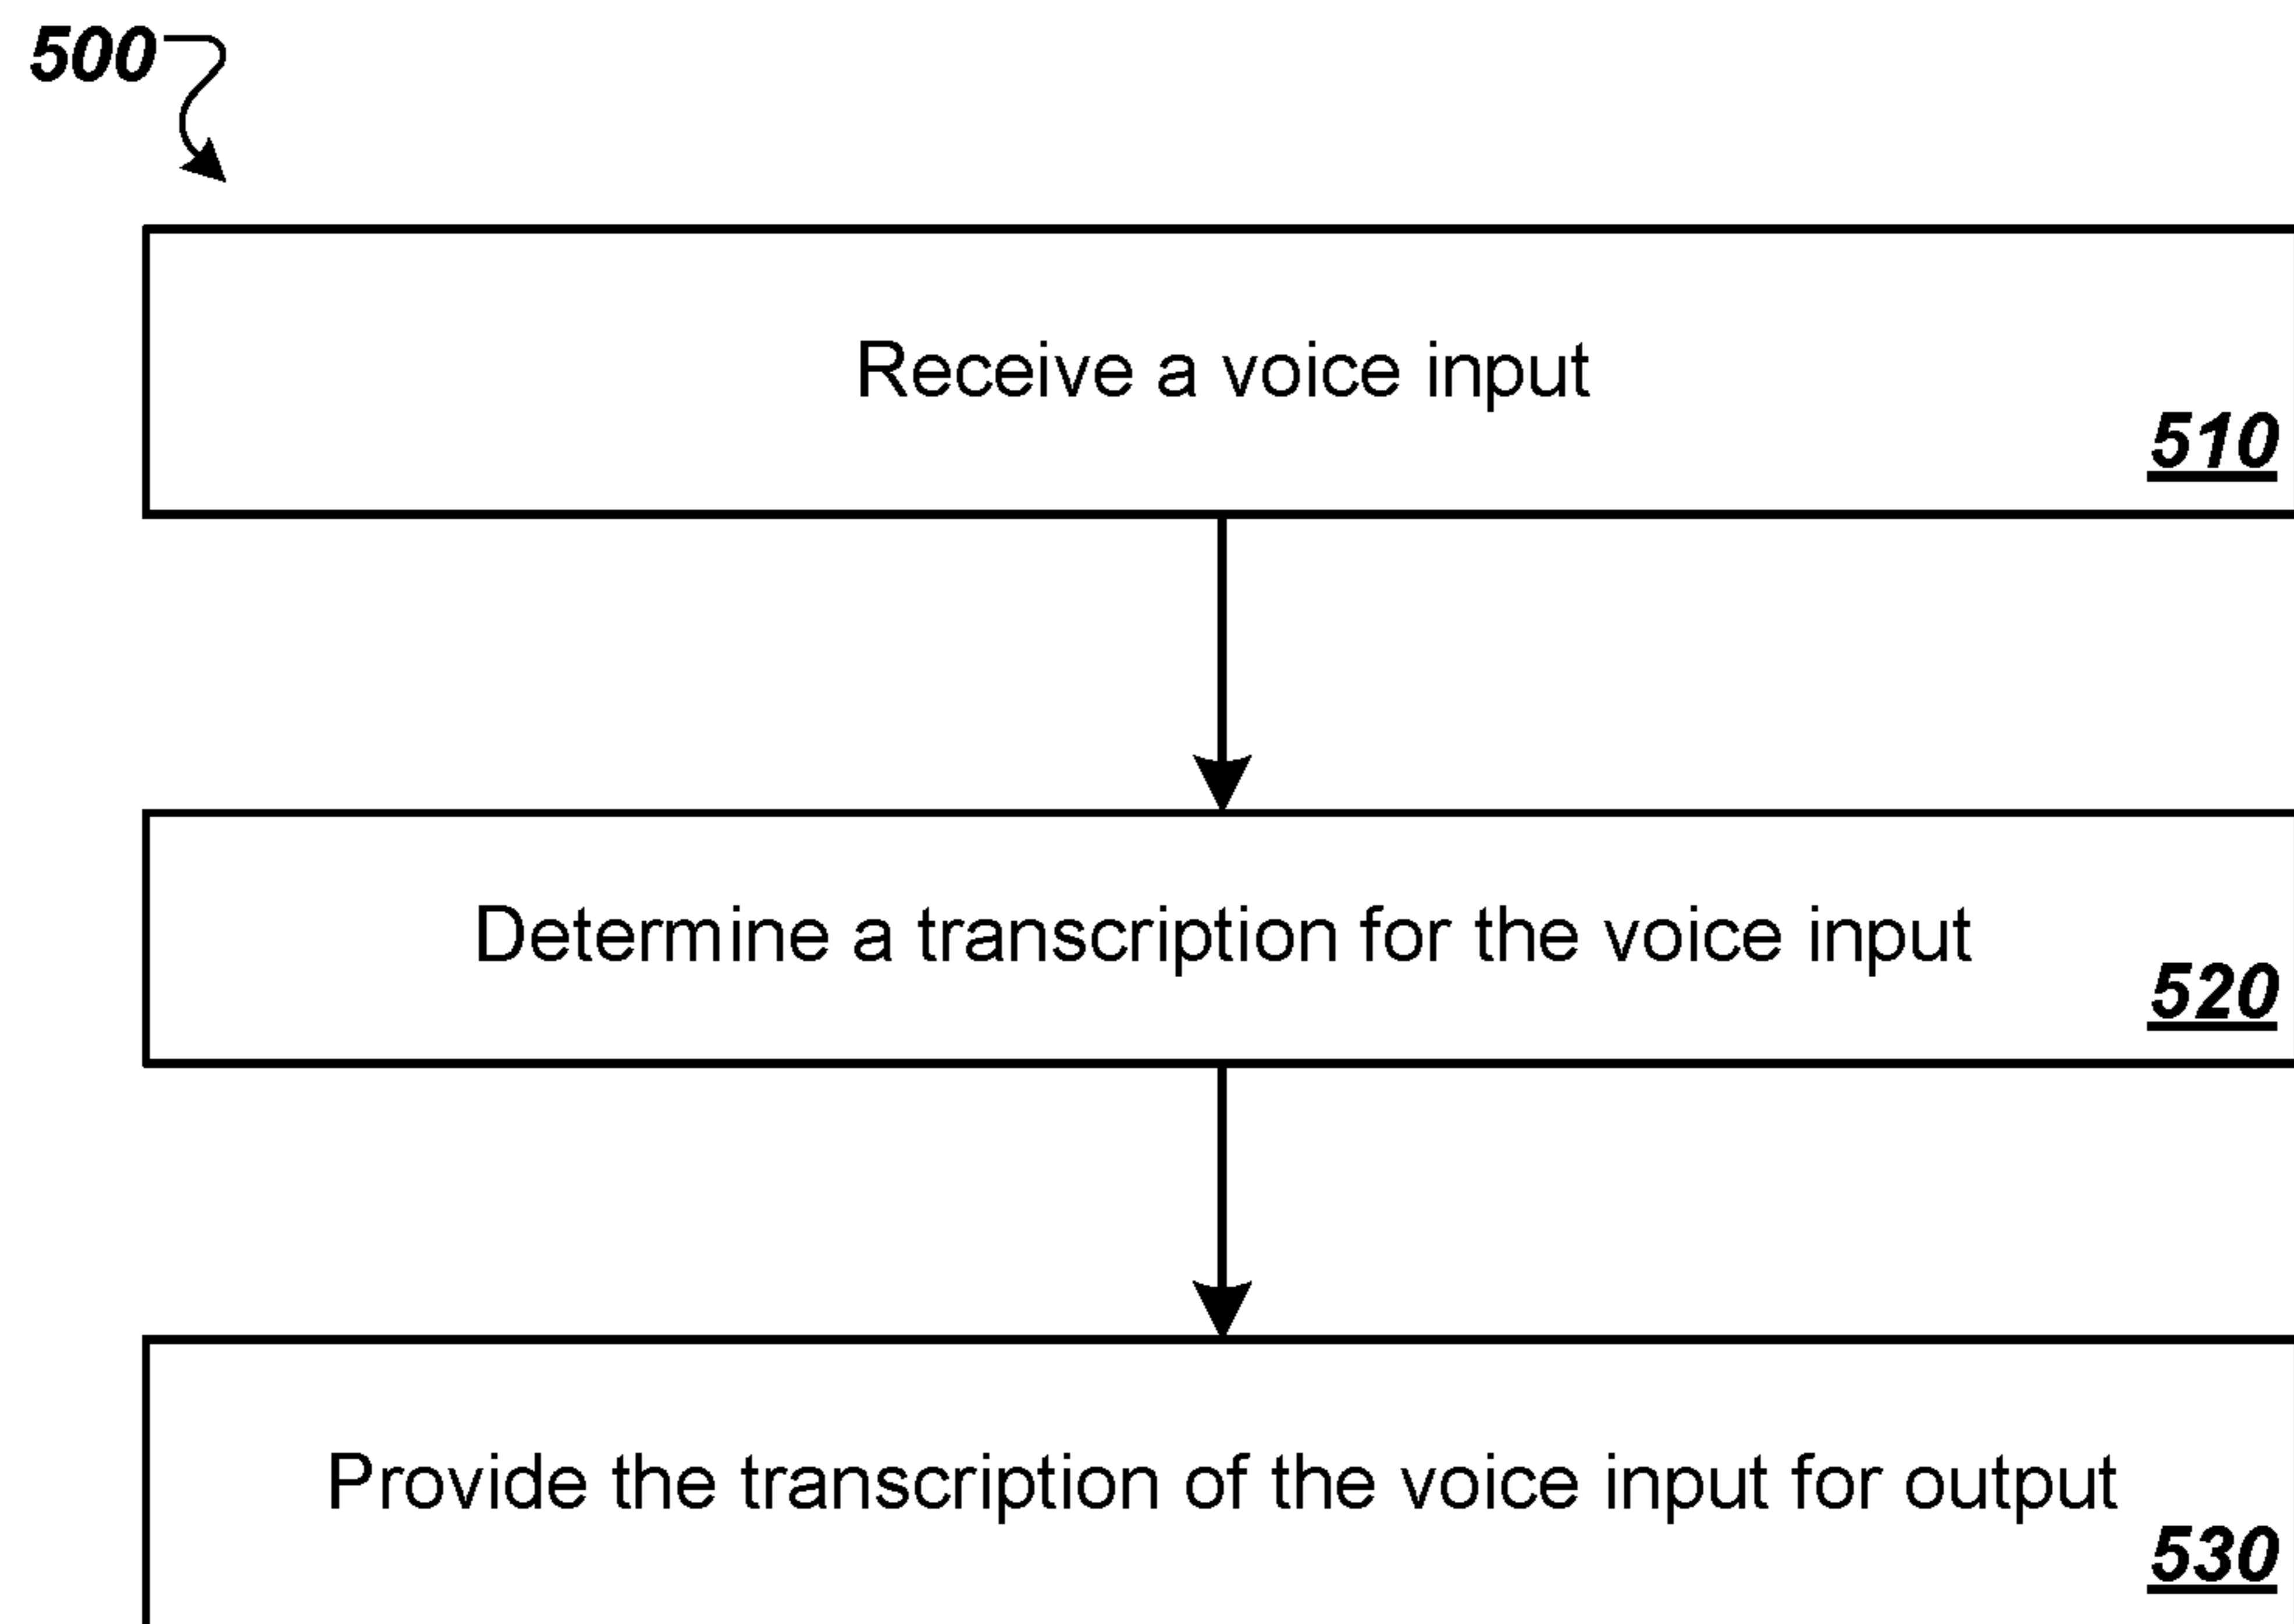 500
Receive a voice input
510
Determine a transcription for the voice input
520
Provide the transcription of the voice input for output
530